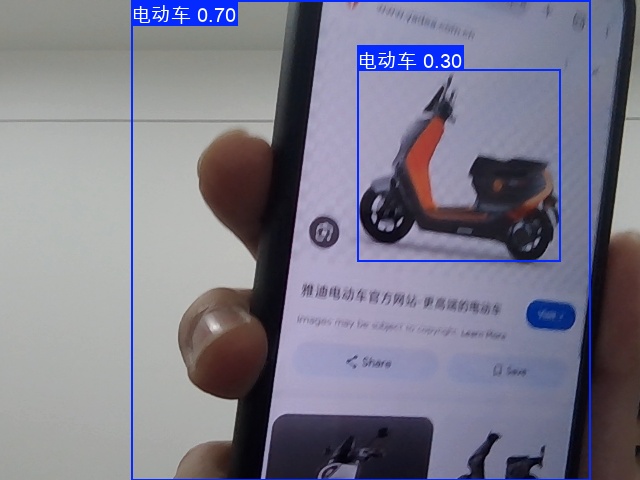 电动车 0.70
www.yadea.com.cn
电动车 0.30
雅迪电动车官方网站-更高端的电动车
Visit >
Images may be subject to copyright. Learn More
Share
Save